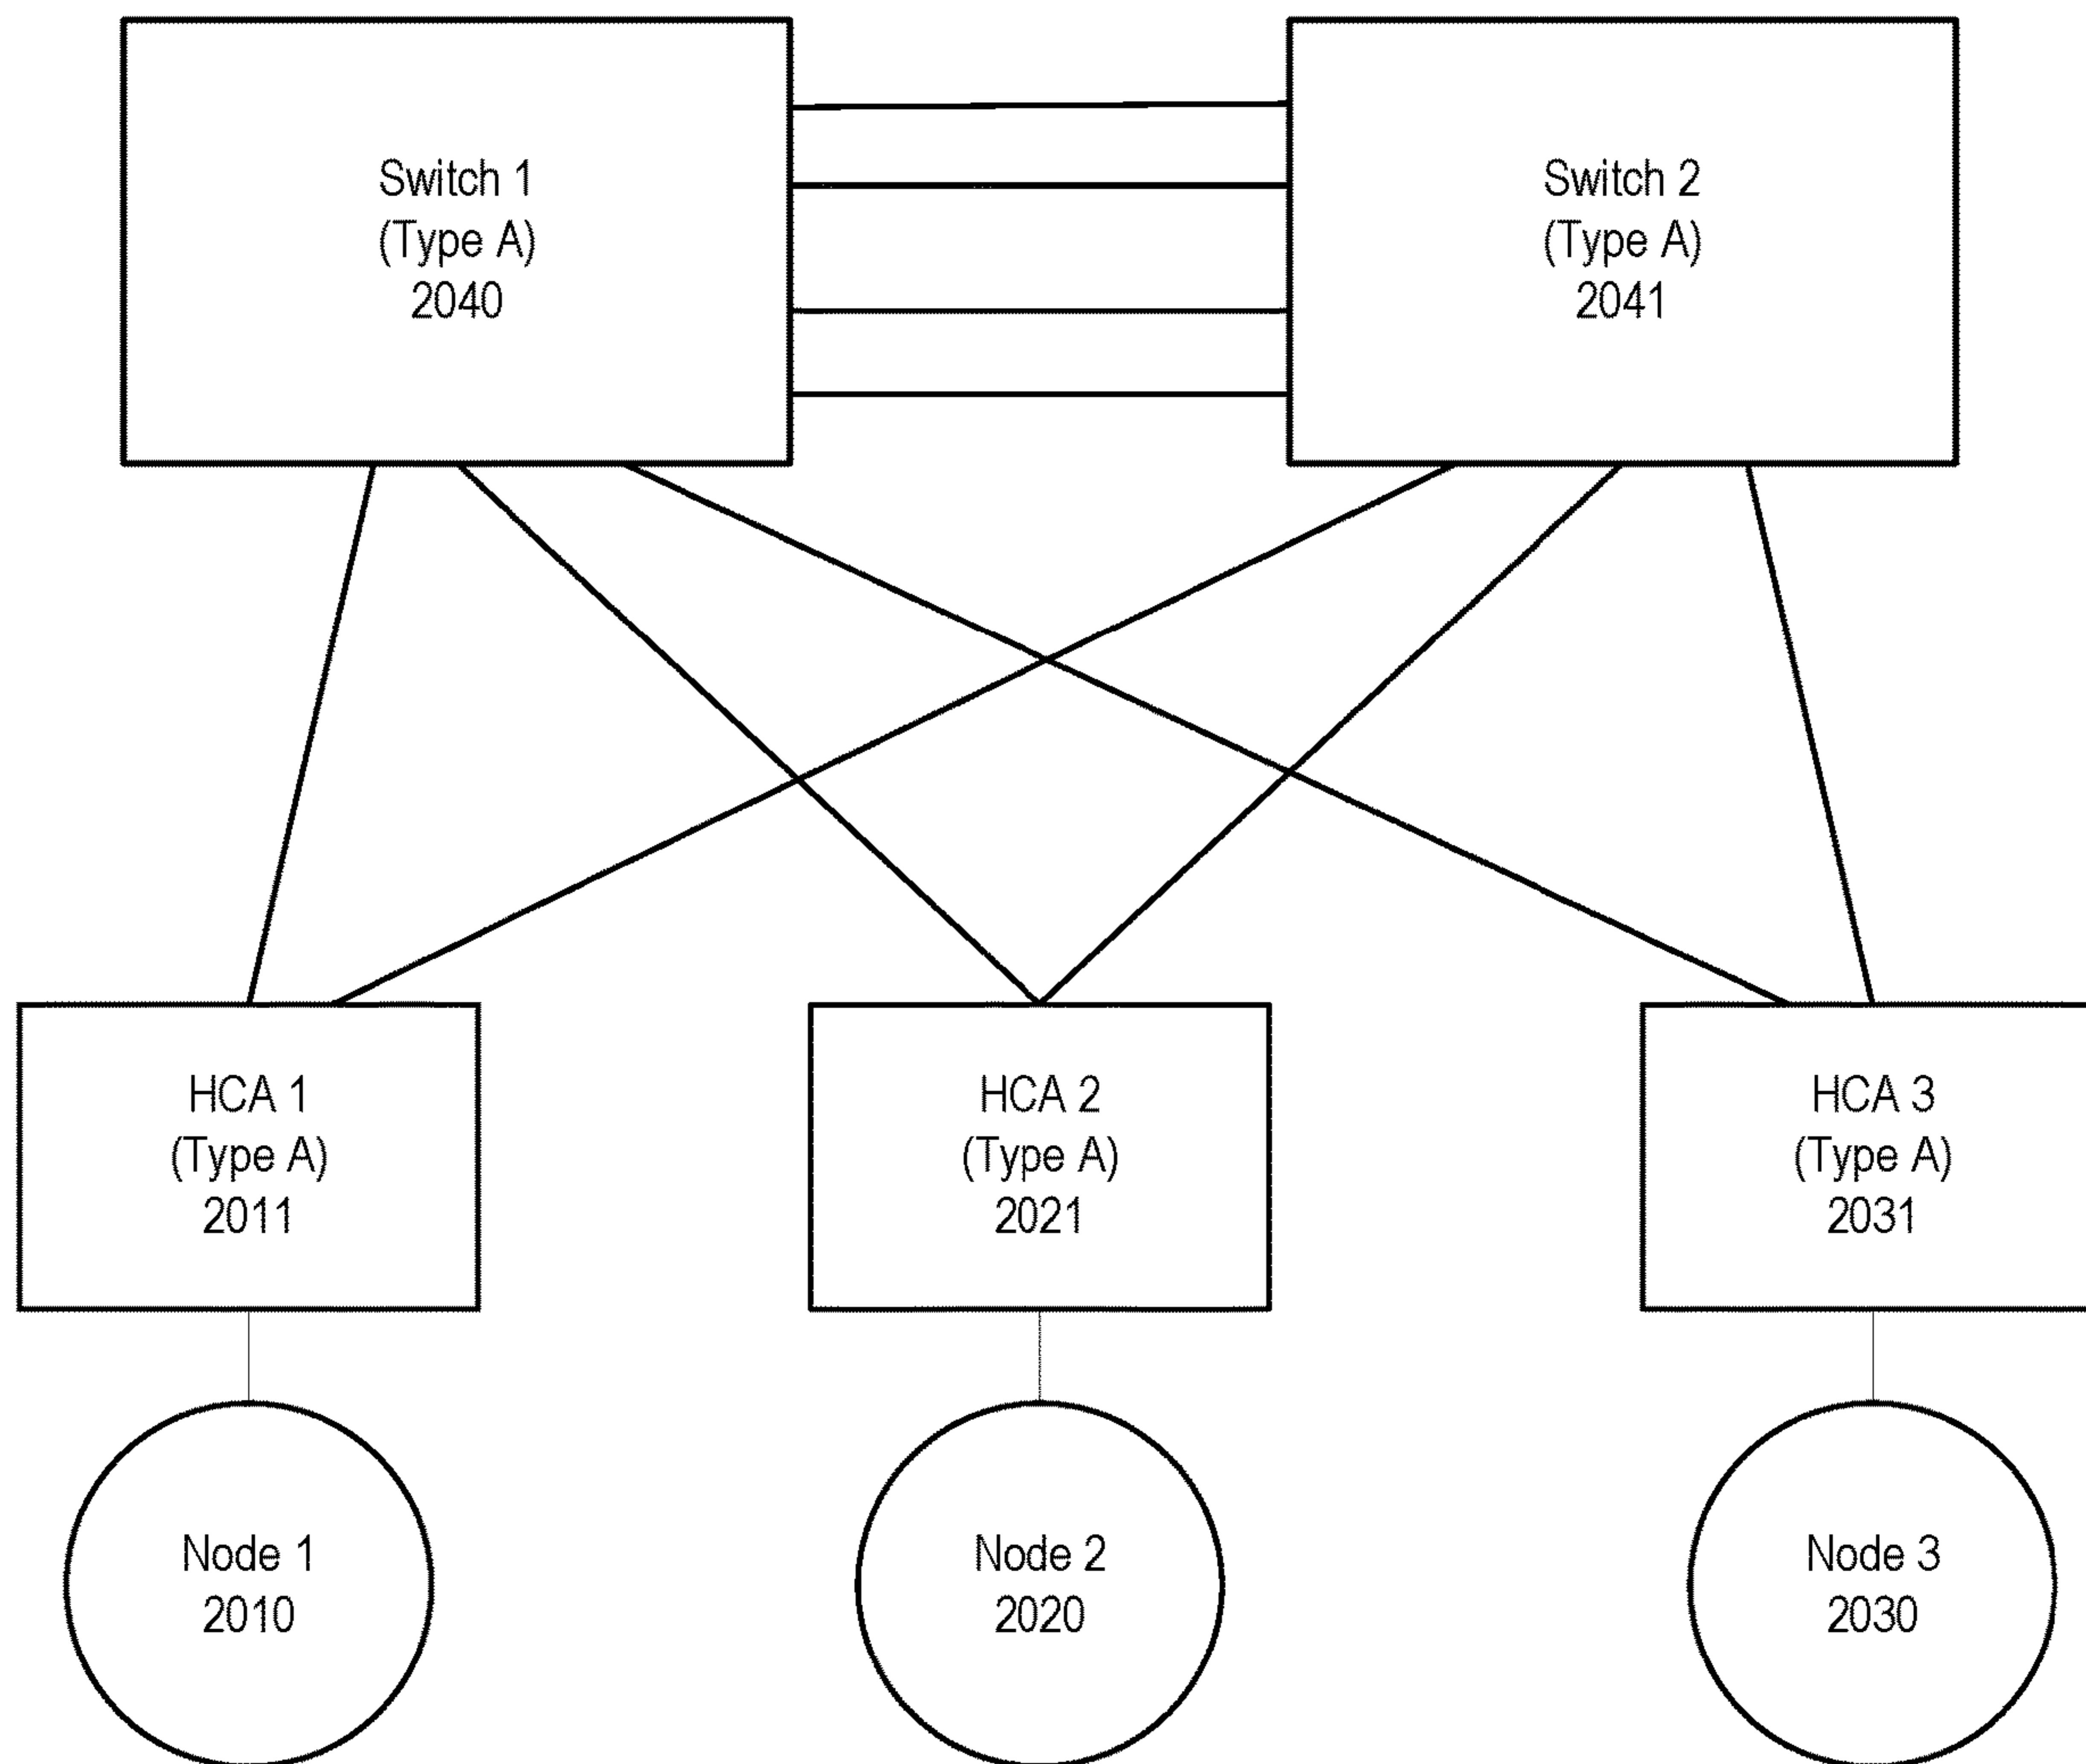 Switch 1
(Type A)
2040
Switch 2
(Type A)
2041
HCA 1
(Type A)
2011
HCA 2
(Type A)
2021
HCA 3
(Type A)
2031
Node 1
2010
Node 2
2020
Node 3
2030